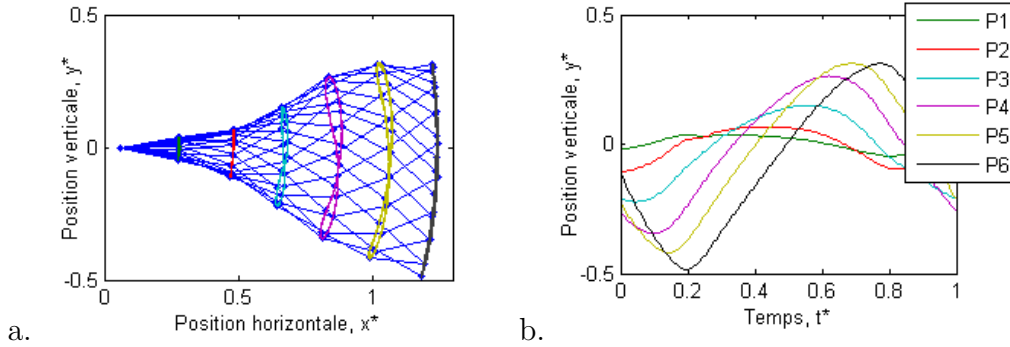 0.5
0
-0.5
0
0.5
1
Position verticale, y*
Position horizontale, x*
a.
0.5
0
-0.5
0
0.2
0.4
0.6
0.8
1
Position verticale, y*
Temps, t*
P1
P2
P3
P4
P5
P6
b.